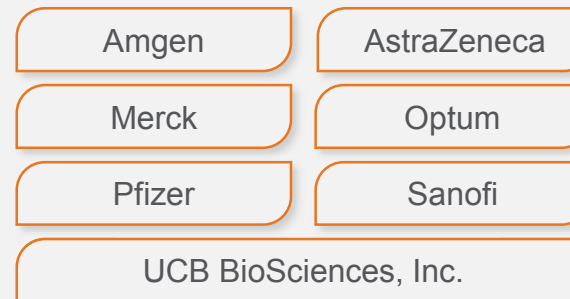 Amgen
AstraZeneca
Merck
Optum
Pfizer
Sanofi
UCB BioSciences, Inc.